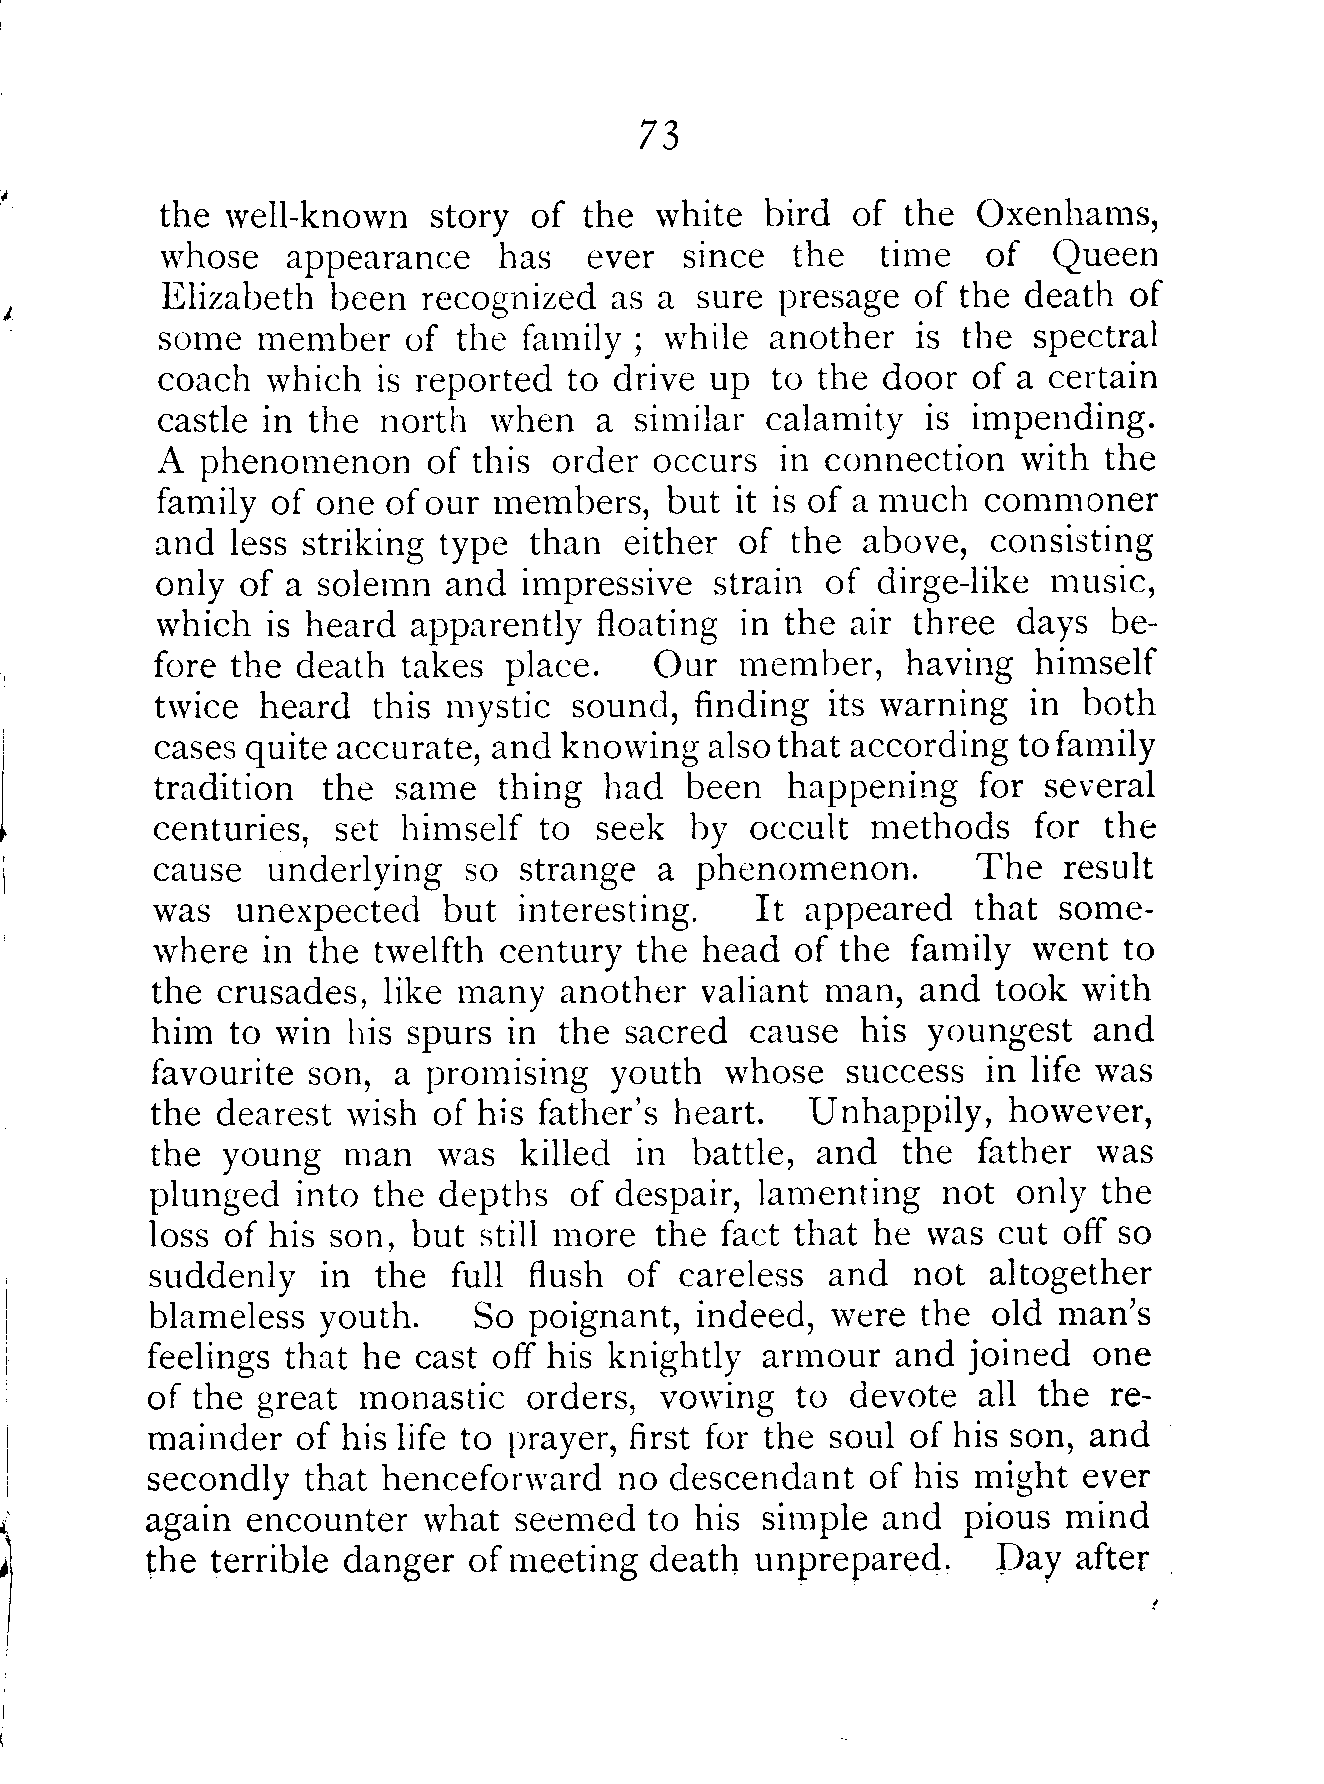 73
the well-known story of the white bird of the Oxenhams,
whose appearance has ever since the time of Queen
Elizabeth been recognized as a sure presage of the death of
some member of the family ; while another is the spectral
coach which is reported to drive up to the door of a certain
castle in the north when a similar calamity is impending.
A phenomenon of this order occurs in connection with the
family of one of our members, but it is of a much commoner
and less striking type than either of the above, consisting
only of a solemn and impressive strain of dirge-like music,
which is heard apparently floating in the air three days be-
fore the death takes place. Our member, having himself
twice heard this mystic sound, finding its warning in both
cases quite accurate, and knowing also that according to family
tradition the same thing had been happening for several
centuries, set himself to seek by occult methods for the
cause underlying so strange a phenomenon. The result
was unexpected but interesting. It appeared that some-
where in the twelfth century the head of the family went to
the crusades, like many another valiant man, and took with
him to win his spurs in the sacred cause his youngest and
favourite son, a promising youth whose success in life was
the dearest wish of his father's heart. Unhappily, however,
the young man was killed in battle, and the father was
plunged into the depths of despair, lamenting not only the
loss of his son, but still more the fact that he was cut off so
suddenly in the full flush of careless and not altogether
blameless youth. So poignant, indeed, were the old man's
feelings that he cast off his knightly armour and joined one
of the great monastic orders, vowing to devote all the re-
mainder of his life to prayer, first for the soul of his son, and
secondly that henceforward no descendant of his might ever
again encounter what seemed to his simple and pious mind
the terrible danger of meeting death unprepared. Day after